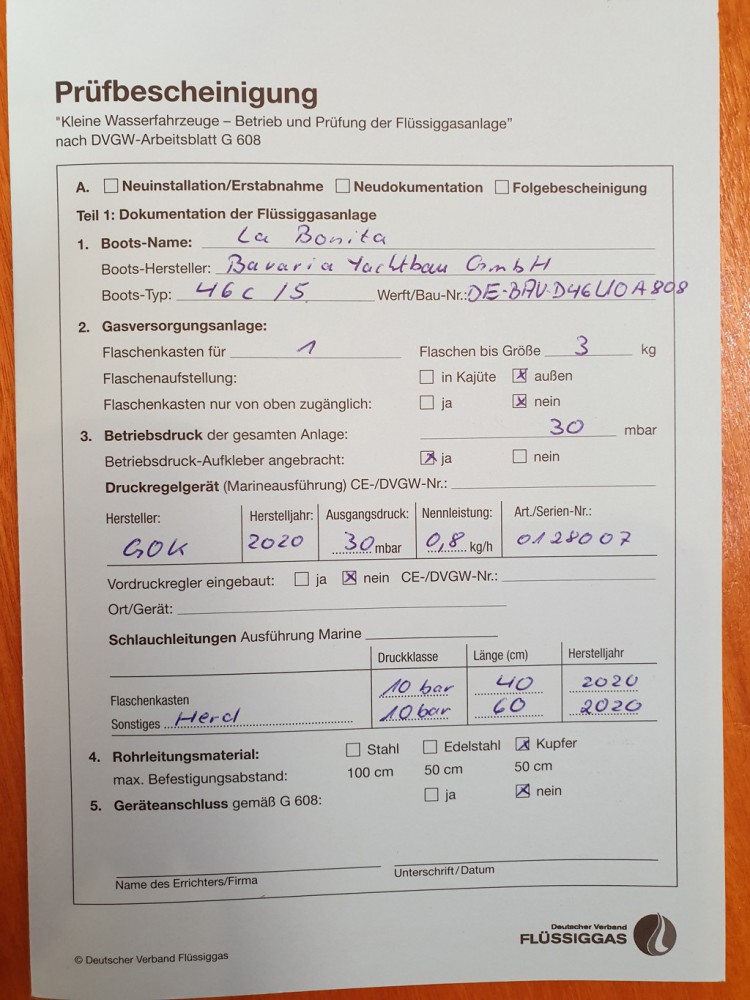 Prüfbescheinigung
"Kleine Wasserfahrzeuge – Betrieb und Prüfung der Flüssiggasanlage"
nach DVGW-Arbeitsblatt G 608
A. Neuinstallation/Erstabnahme Neudokumentation Folgebescheinigung
Teil 1: Dokumentation der Flüssiggasanlage
1. Boots-Name: La Bonita
Boots-Hersteller: Bavaria Yachtbau GmbH
Boots-Typ: 46c / S Werft/Bau-Nr.: DE-BAV-D46U0A808
2. Gasversorgungsanlage:
Flaschenkasten für 1 Flaschen bis Größe 3 kg
Flaschenaufstellung: in Kajüte x außen
Flaschenkasten nur von oben zugänglich: ja x nein
3. Betriebsdruck der gesamten Anlage: 30 mbar
Betriebsdruck-Aufkleber angebracht: x ja nein
Druckregelgerät (Marineausführung) CE-/DVGW-Nr.:
Hersteller: Herstelljahr: Ausgangsdruck: Nennleistung: Art./Serien-Nr.:
GOK 2020 30 mbar 0,8 kg/h 0128007
Vordruckregler eingebaut: ja x nein CE-/DVGW-Nr.:
Ort/Gerät:
Schlauchleitungen Ausführung Marine
Druckklasse Länge (cm) Herstelljahr
Flaschenkasten 10 bar 40 2020
Sonstiges Herd 10 bar 60 2020
4. Rohrleitungsmaterial: Stahl Edelstahl x Kupfer
max. Befestigungsabstand: 100 cm 50 cm 50 cm
5. Geräteanschluss gemäß G 608: ja x nein
Name des Errichters/Firma Unterschrift/Datum
Deutscher Verband
FLÜSSIGGAS
© Deutscher Verband Flüssiggas